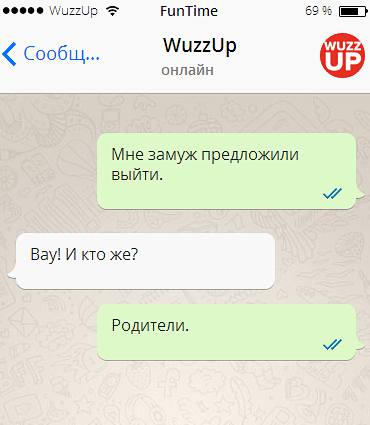 WuzzUp FunTime 69 %
Сообщ... WuzzUp
онлайн
WUZZ
UP
Мне замуж предложили
выйти.
Вау! И кто же?
Родители.